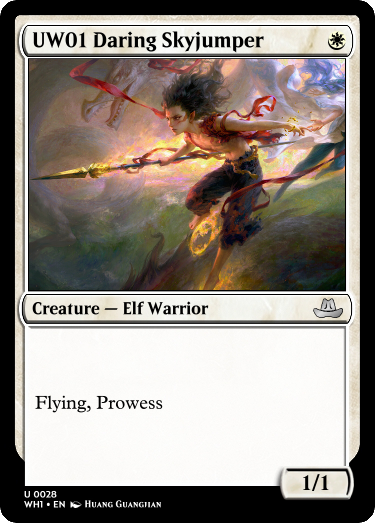 UW01 Daring Skyjumper
Creature — Elf Warrior
Flying, Prowess
1/1
U 0028
WH1 • EN Huang Guangjian